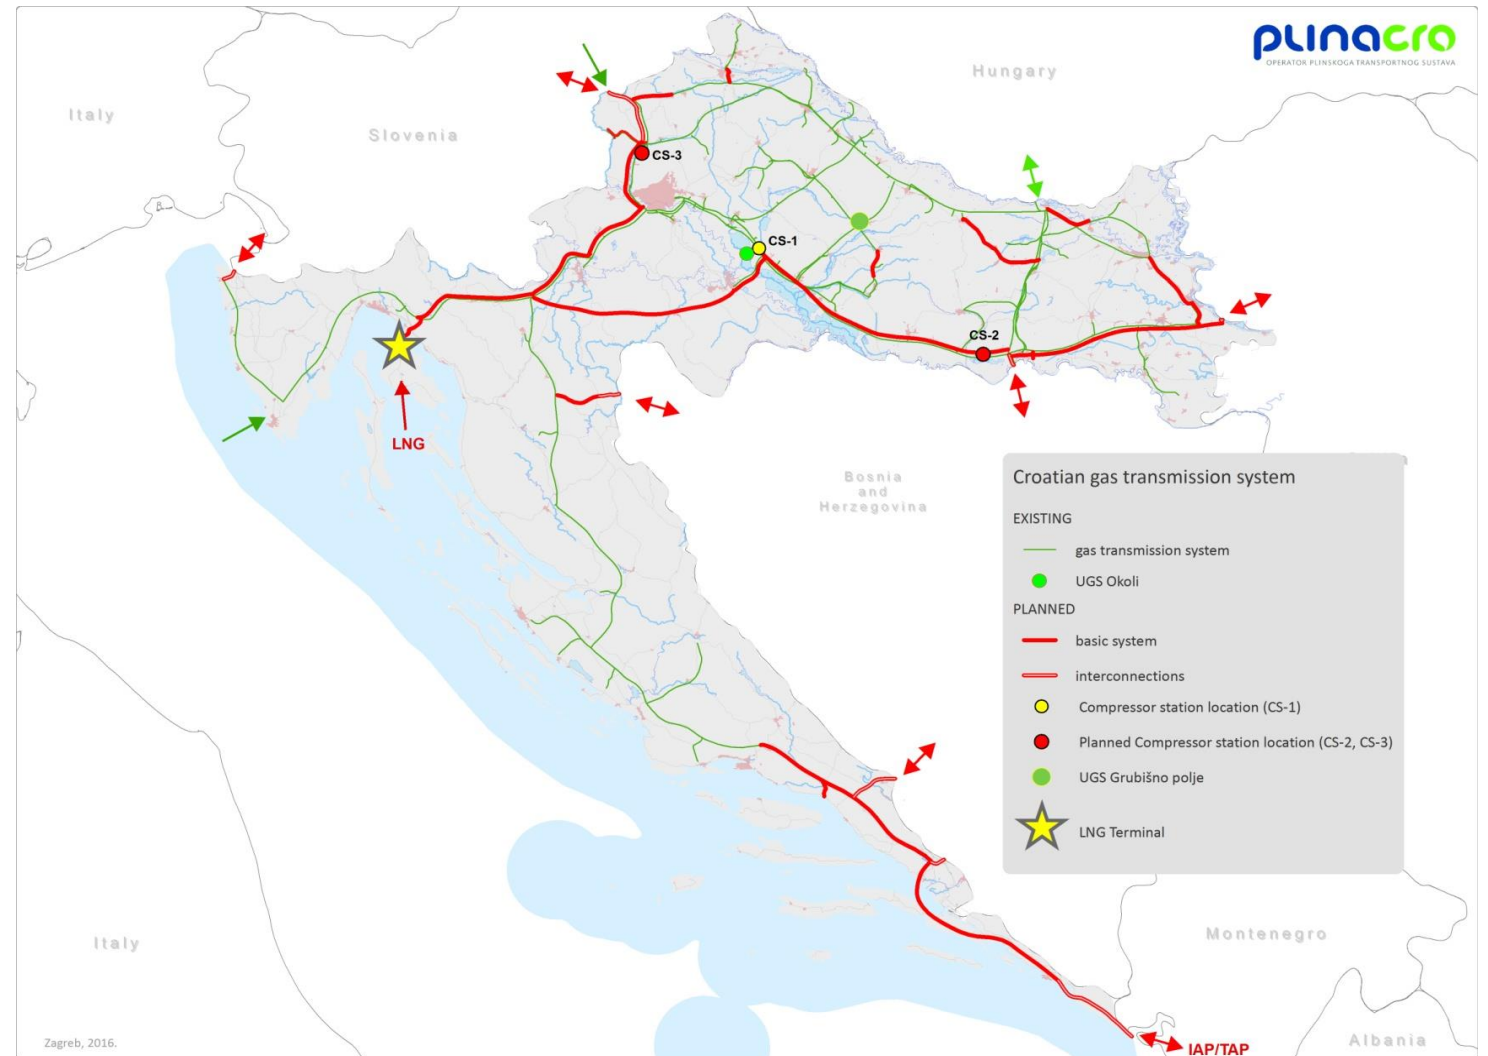 plinacro
OPERATOR PLINSKOGA TRANSPORTNOG SUSTAVA
Hungary
Italy
Slovenia
CS-3
CS-1
CS-2
LNG
Bosnia
and
Herzegovina
Croatian gas transmission system
EXISTING
gas transmission system
UGS Okoli
PLANNED
basic system
interconnections
Compressor station location (CS-1)
Planned Compressor station location (CS-2, CS-3)
UGS Grubišno polje
LNG Terminal
Italy
Montenegro
Albania
IAP/TAP
Zagreb, 2016.